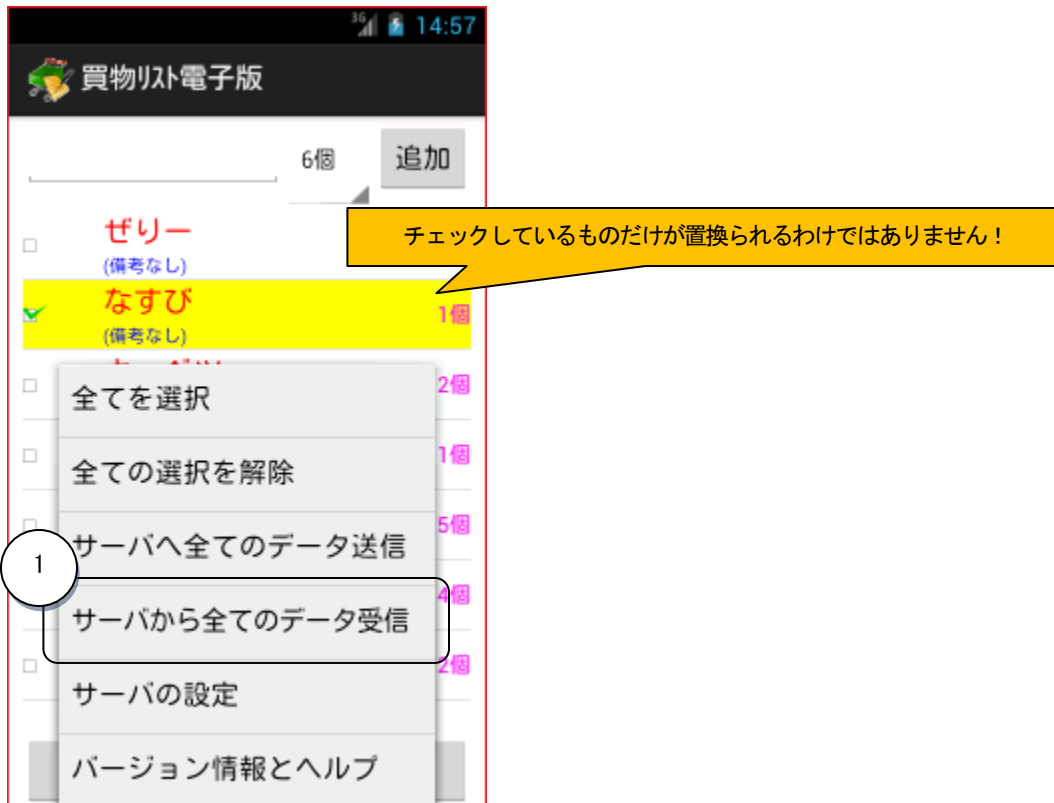 36 14:57
買物リスト電子版
6個 追加
ぜりー
(備考なし)
チェックしているものだけが置換られるわけではありません！
なすび
(備考なし)
1個
2個
全てを選択
1個
全ての選択を解除
5個
サーバへ全てのデータ送信
1
4個
サーバから全てのデータ受信
2個
サーバの設定
バージョン情報とヘルプ